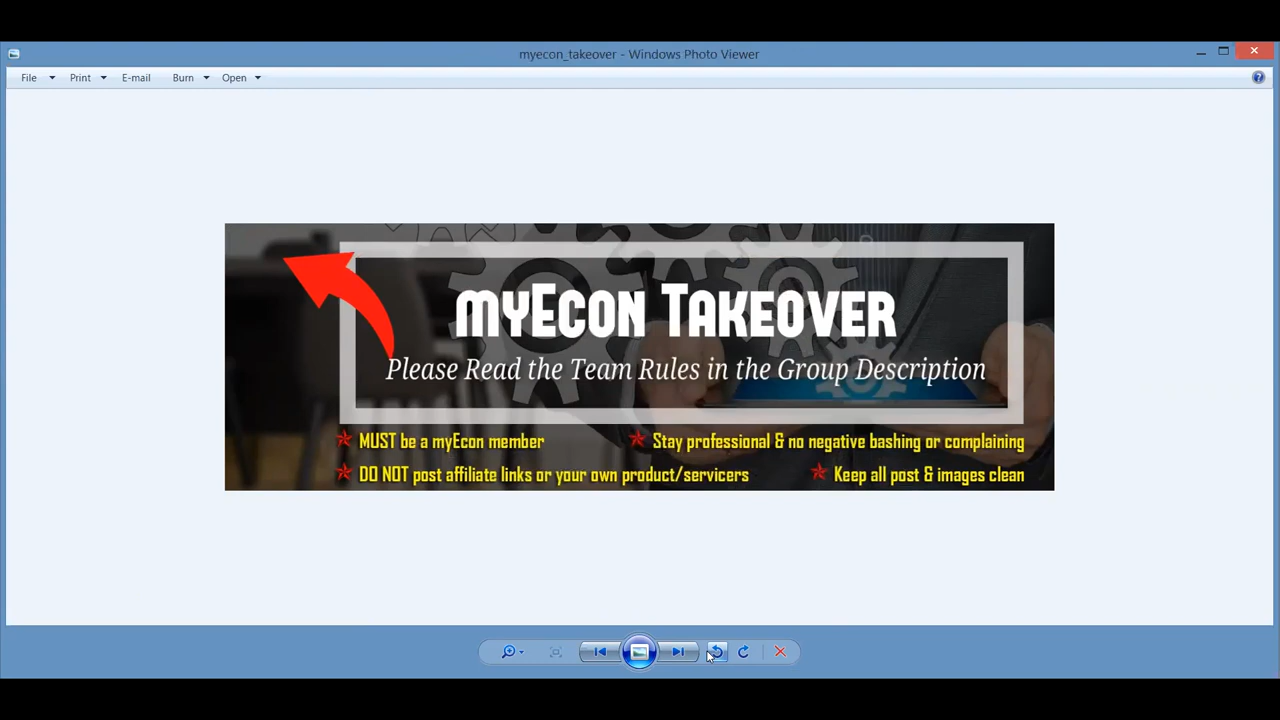 myecon_takeover - Windows Photo Viewer
File Print E-mail Burn Open
myEcon Takeover
Please Read the Team Rules in the Group Description
MUST be a myEcon member Stay professional & no negative bashing or complaining
DO NOT post affiliate links or your own product/servicers Keep all post & images clean